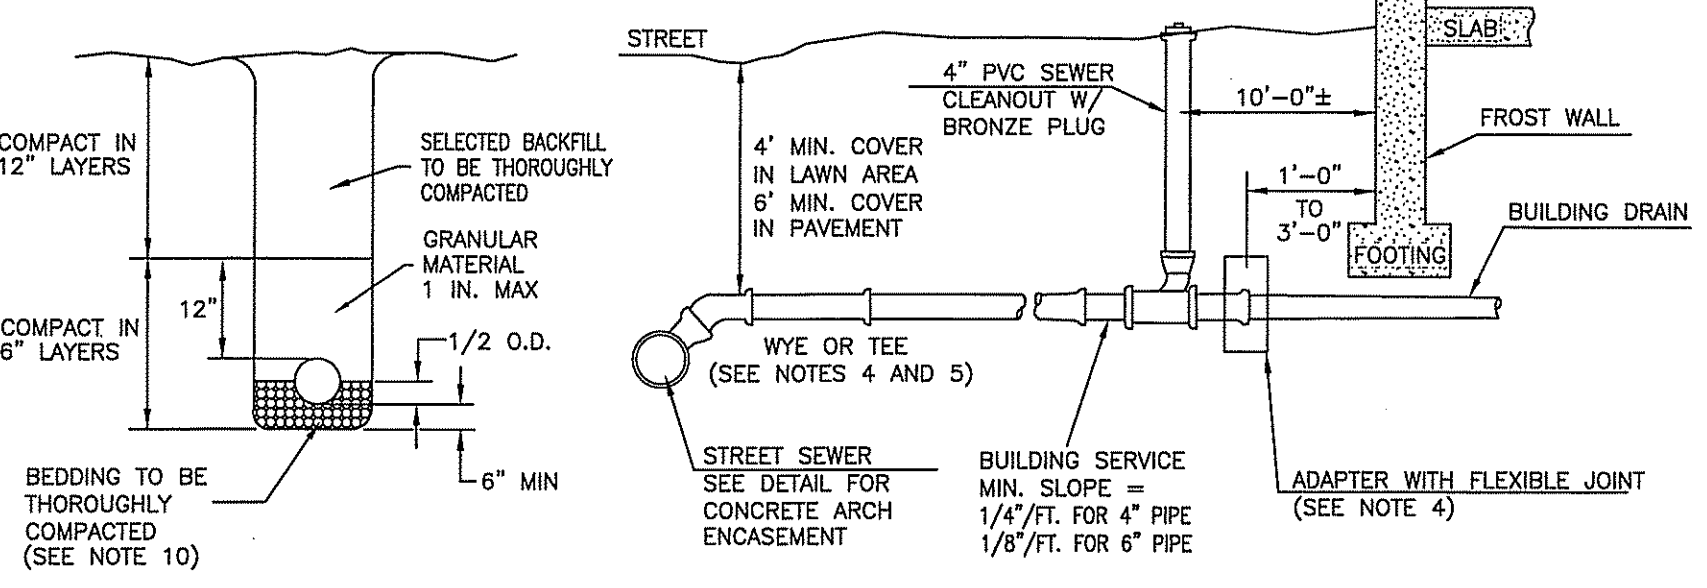 COMPACT IN
12" LAYERS
SELECTED BACKFILL
TO BE THOROUGHLY
COMPACTED
GRANULAR
MATERIAL
1 IN. MAX
12"
COMPACT IN
6" LAYERS
1/2 O.D.
6" MIN
BEDDING TO BE
THOROUGHLY
COMPACTED
(SEE NOTE 10)
STREET
4" PVC SEWER
CLEANOUT W/
BRONZE PLUG
4' MIN. COVER
IN LAWN AREA
6' MIN. COVER
IN PAVEMENT
10'-0"±
SLAB
FROST WALL
1'-0"
TO
3'-0"
BUILDING DRAIN
FOOTING
WYE OR TEE
(SEE NOTES 4 AND 5)
STREET SEWER
SEE DETAIL FOR
CONCRETE ARCH
ENCASEMENT
BUILDING SERVICE
MIN. SLOPE =
1/4"/FT. FOR 4" PIPE
1/8"/FT. FOR 6" PIPE
ADAPTER WITH FLEXIBLE JOINT
(SEE NOTE 4)